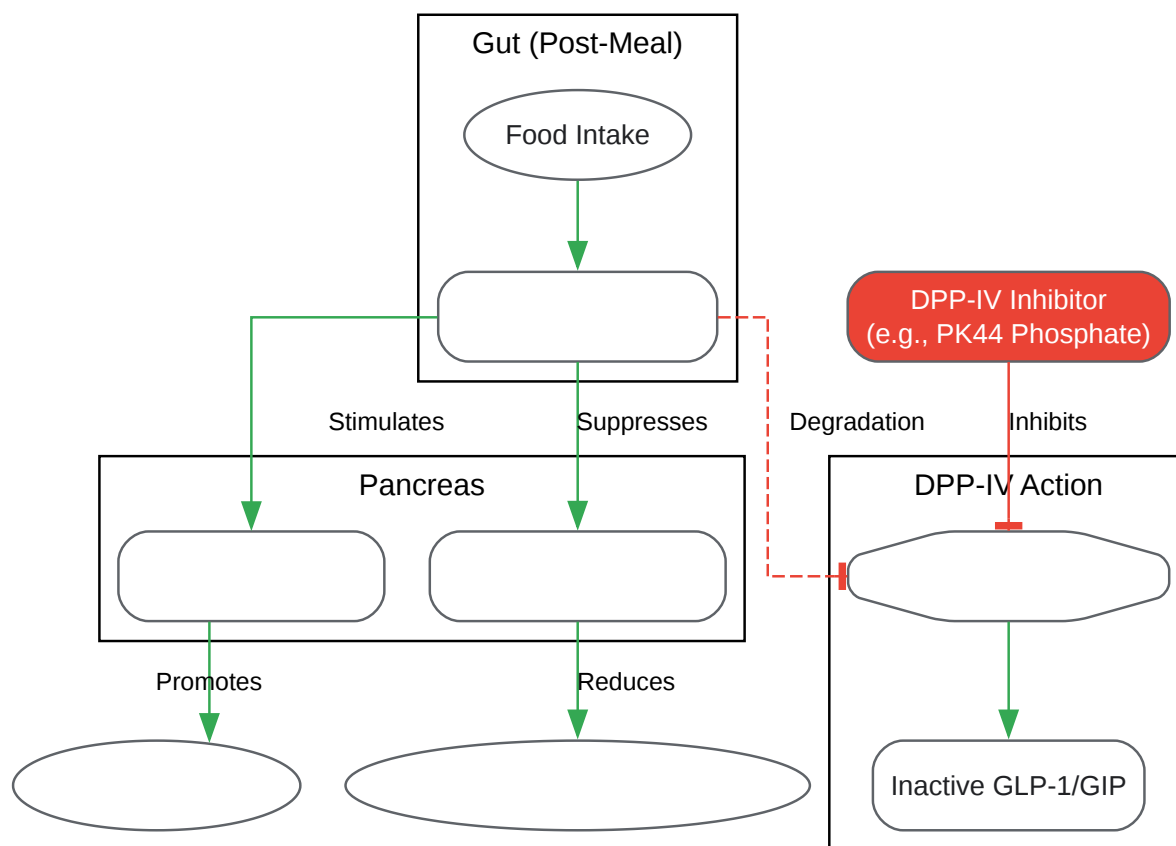 Gut (Post-Meal)
Food Intake
DPP-IV Inhibitor
(e.g., PK44 Phosphate)
Stimulates
Suppresses
Degradation
Inhibits
Pancreas
DPP-IV Action
Promotes
Reduces
Inactive GLP-1/GIP